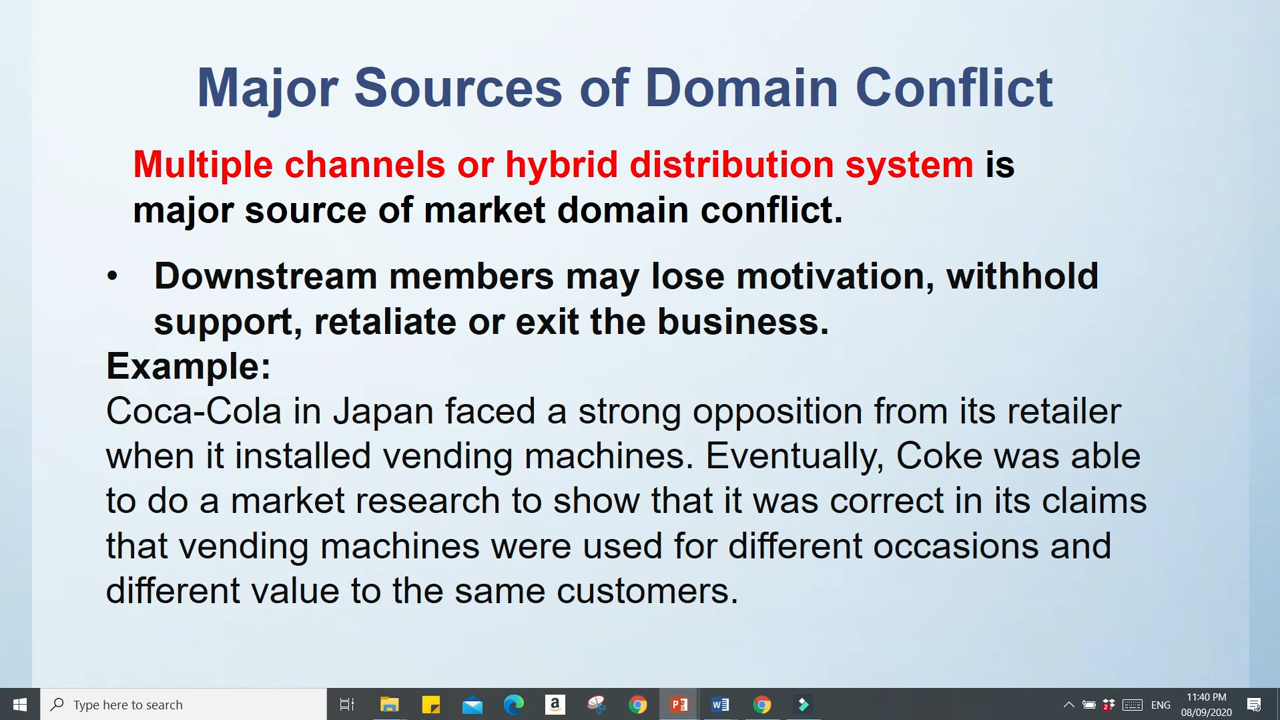 Major Sources of Domain Conflict
Multiple channels or hybrid distribution system is
major source of market domain conflict.
• Downstream members may lose motivation, withhold
support, retaliate or exit the business.
Example:
Coca-Cola in Japan faced a strong opposition from its retailer
when it installed vending machines. Eventually, Coke was able
to do a market research to show that it was correct in its claims
that vending machines were used for different occasions and
different value to the same customers.
Type here to search
a
P
W
ENG
11:40 PM
08/09/2020